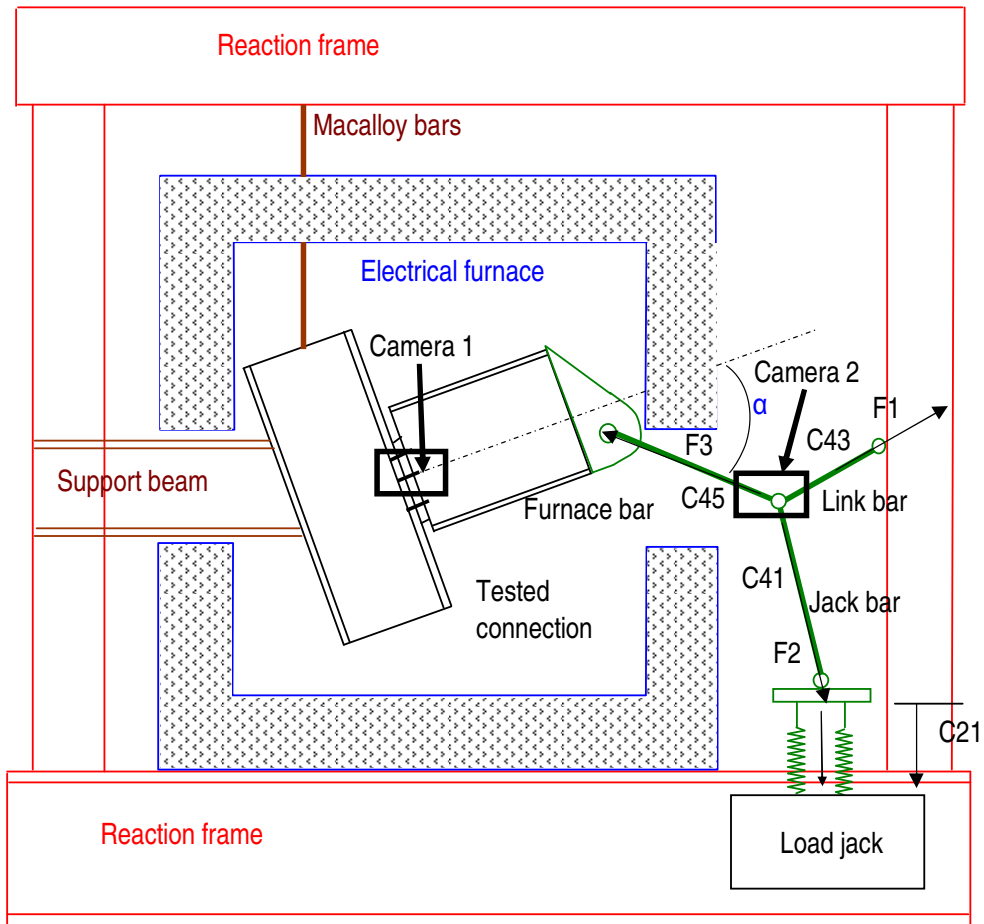 Reaction frame
Macalloy bars
Electrical furnace
Camera 1
Camera 2
α
F1
F3
C43
Support beam
C45
Link bar
Furnace bar
C41
Tested
connection
Jack bar
F2
C21
Reaction frame
Load jack